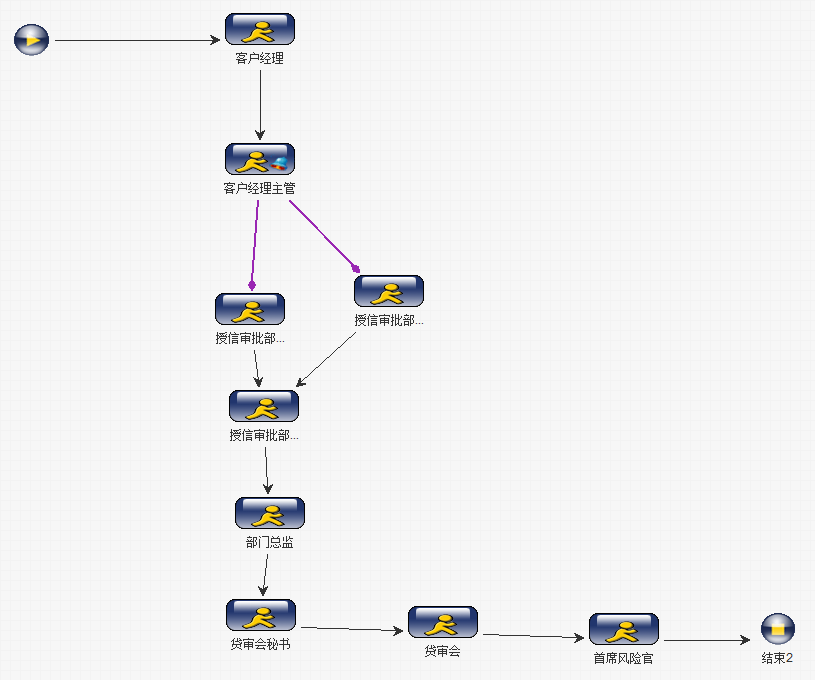 客户经理
客户经理主管
授信审批部...
授信审批部...
授信审批部...
部门总监
贷审会秘书
贷审会
首席风险官
结束2